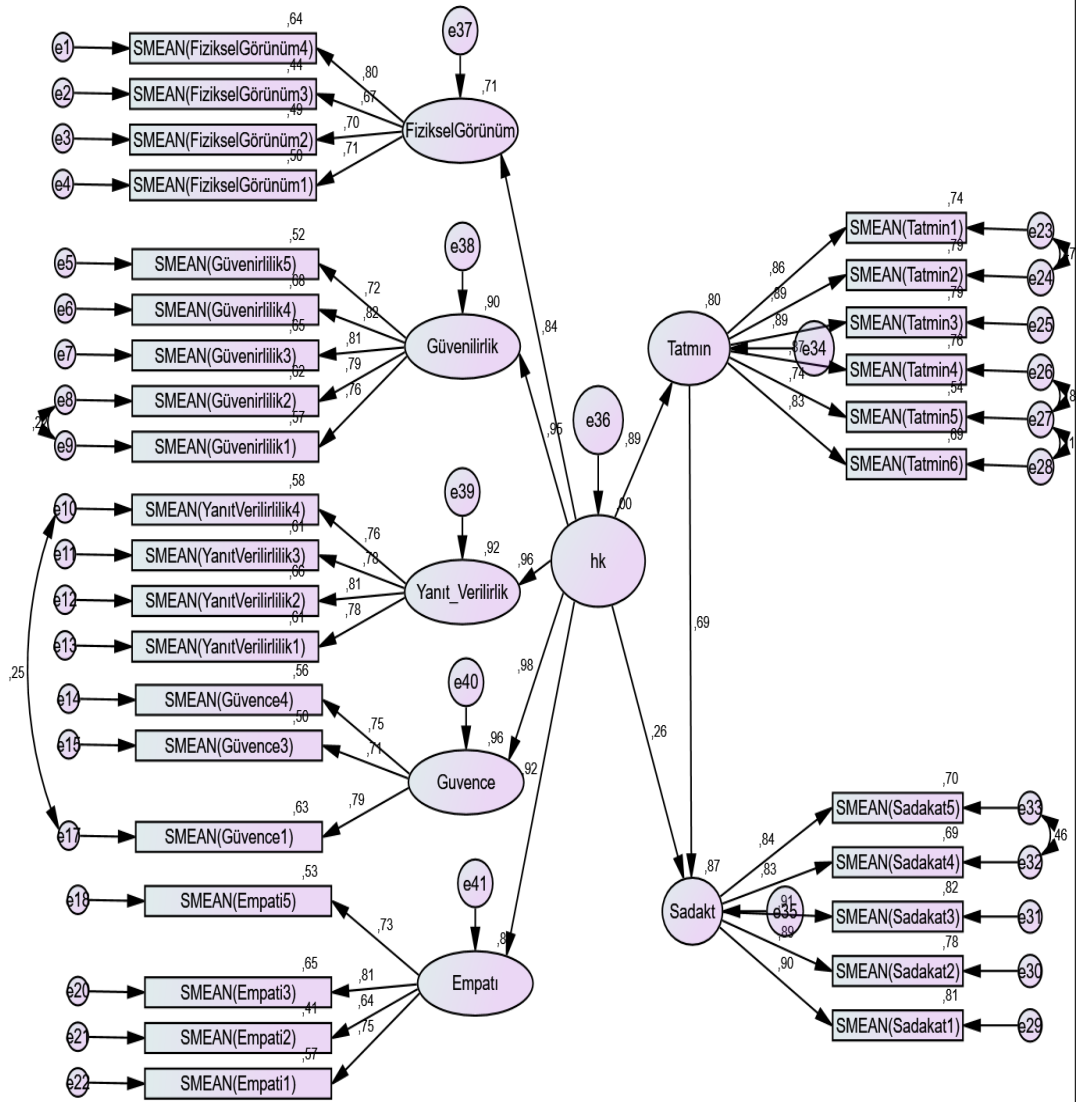 ,64
e1 SMEAN(FizikselGörünüm4)
,44
e2 SMEAN(FizikselGörünüm3)
,49
e3 SMEAN(FizikselGörünüm2)
,50
e4 SMEAN(FizikselGörünüm1)
,80
,67
,70
,71
e37
,71
FizikselGörünüm
,52
e5 SMEAN(Güvenirlilik5)
,68
e6 SMEAN(Güvenirlilik4)
,65
e7 SMEAN(Güvenirlilik3)
,62
e8 SMEAN(Güvenirlilik2)
,57
e9 SMEAN(Güvenirlilik1)
,72
,82
,81
,79
,76
e38
,90
Güvenilirlik
,58
e10 SMEAN(YanıtVerilirlilik4)
,61
e11 SMEAN(YanıtVerilirlilik3)
,66
e12 SMEAN(YanıtVerilirlilik2)
,61
e13 SMEAN(YanıtVerilirlilik1)
,76
,78
,81
,78
e39
,92
Yanıt_Verilirlik
,25
,56
e14 SMEAN(Güvence4)
,50
e15 SMEAN(Güvence3)
,63
e17 SMEAN(Güvence1)
,75
,71
,79
e40
,96
Guvence
,53
e18 SMEAN(Empati5)
,65
e20 SMEAN(Empati3)
,41
e21 SMEAN(Empati2)
,57
e22 SMEAN(Empati1)
,73
,81
,64
,75
e41
Empatı
,84
,95
,96
,98
,92
e36
,00
hk
,89
,26
,69
,80
Tatmın
e34
,86
,89
,89
,87
,74
,83
,74
SMEAN(Tatmin1) e23
,79
SMEAN(Tatmin2) e24
,79
SMEAN(Tatmin3) e25
,76
SMEAN(Tatmin4) e26
,54
SMEAN(Tatmin5) e27
,69
SMEAN(Tatmin6) e28
,87
Sadakt
e35
,84
,83
,91
,89
,90
,70
SMEAN(Sadakat5) e33
,69
SMEAN(Sadakat4) e32
,46
,82
SMEAN(Sadakat3) e31
,78
SMEAN(Sadakat2) e30
,81
SMEAN(Sadakat1) e29